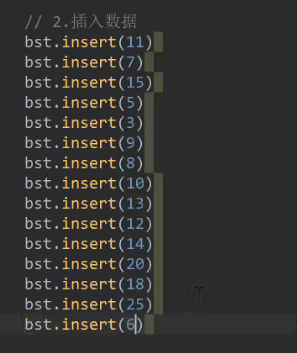 // 2.插入数据
bst.insert(11)
bst.insert(7)
bst.insert(15)
bst.insert(5)
bst.insert(3)
bst.insert(9)
bst.insert(8)
bst.insert(10)
bst.insert(13)
bst.insert(12)
bst.insert(14)
bst.insert(20)
bst.insert(18)
bst.insert(25)
bst.insert(6)